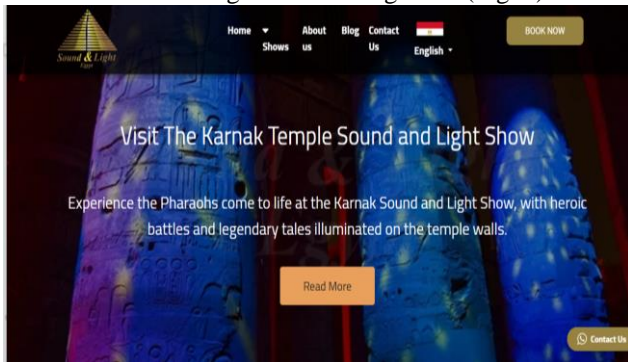 Home
Shows
About us
Blog
Contact Us
English
BOOK NOW
Sound & Light
Egypt
Visit The Karnak Temple Sound and Light Show
Experience the Pharaohs come to life at the Karnak Sound and Light Show, with heroic
battles and legendary tales illuminated on the temple walls.
Read More
Contact Us